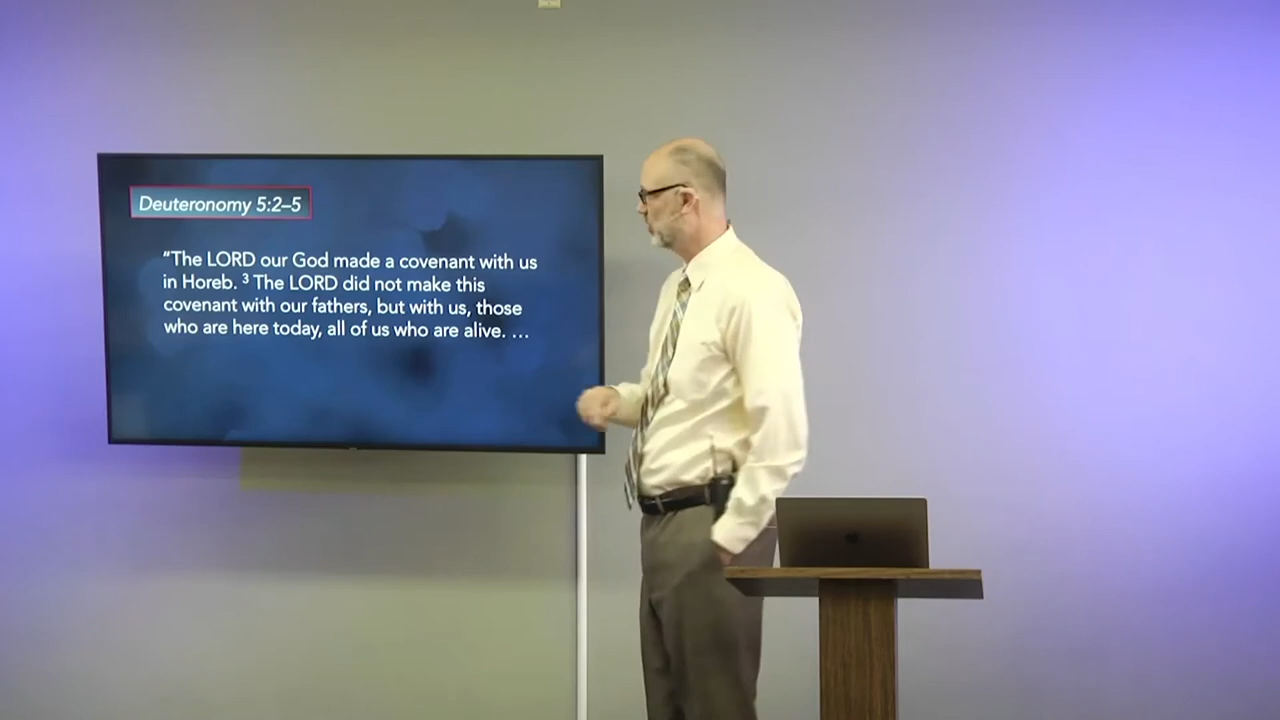 Deuteronomy 5:2–5
“The LORD our God made a covenant with us
in Horeb. ³ The LORD did not make this
covenant with our fathers, but with us, those
who are here today, all of us who are alive. …